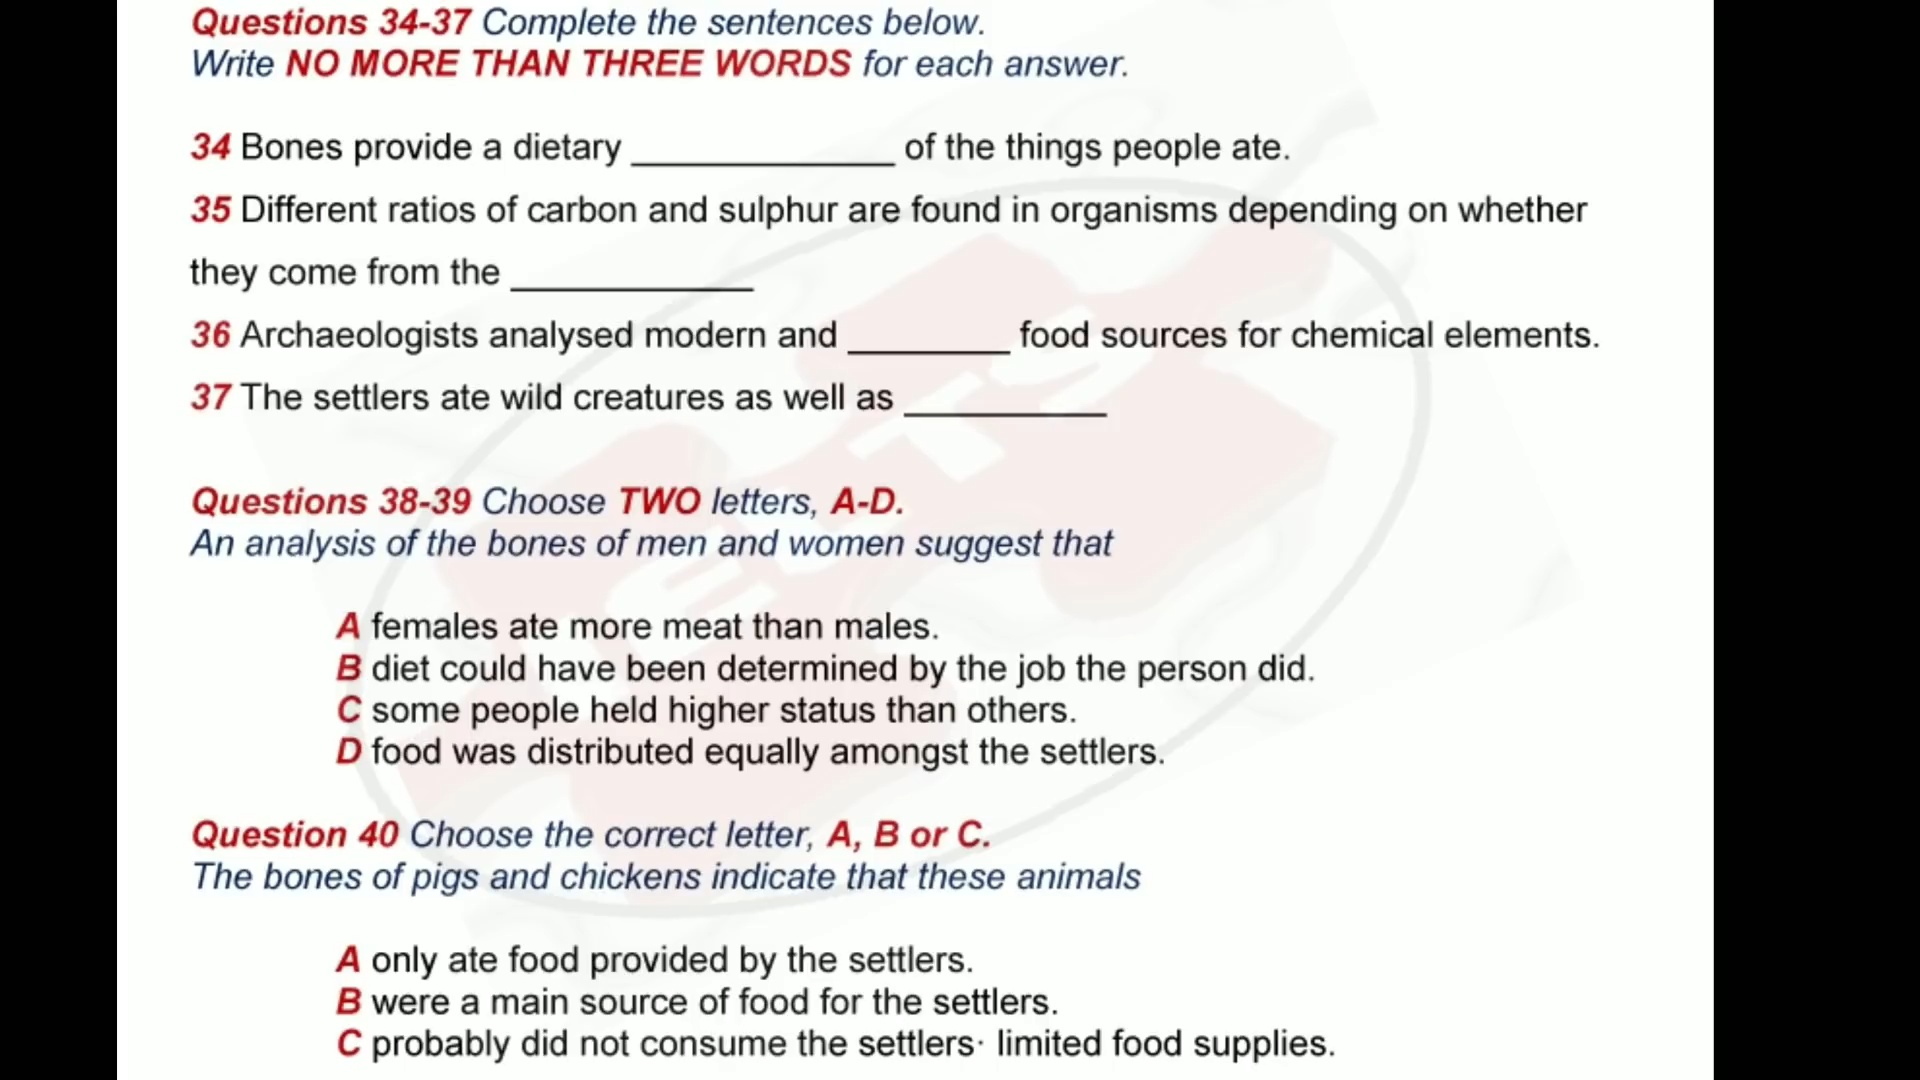 Questions 34-37 Complete the sentences below.
Write NO MORE THAN THREE WORDS for each answer.
34 Bones provide a dietary ______________ of the things people ate.
35 Different ratios of carbon and sulphur are found in organisms depending on whether
they come from the _____________
36 Archaeologists analysed modern and _________ food sources for chemical elements.
37 The settlers ate wild creatures as well as ___________
Questions 38-39 Choose TWO letters, A-D.
An analysis of the bones of men and women suggest that
A females ate more meat than males.
B diet could have been determined by the job the person did.
C some people held higher status than others.
D food was distributed equally amongst the settlers.
Question 40 Choose the correct letter, A, B or C.
The bones of pigs and chickens indicate that these animals
A only ate food provided by the settlers.
B were a main source of food for the settlers.
C probably did not consume the settlers· limited food supplies.
IELTS